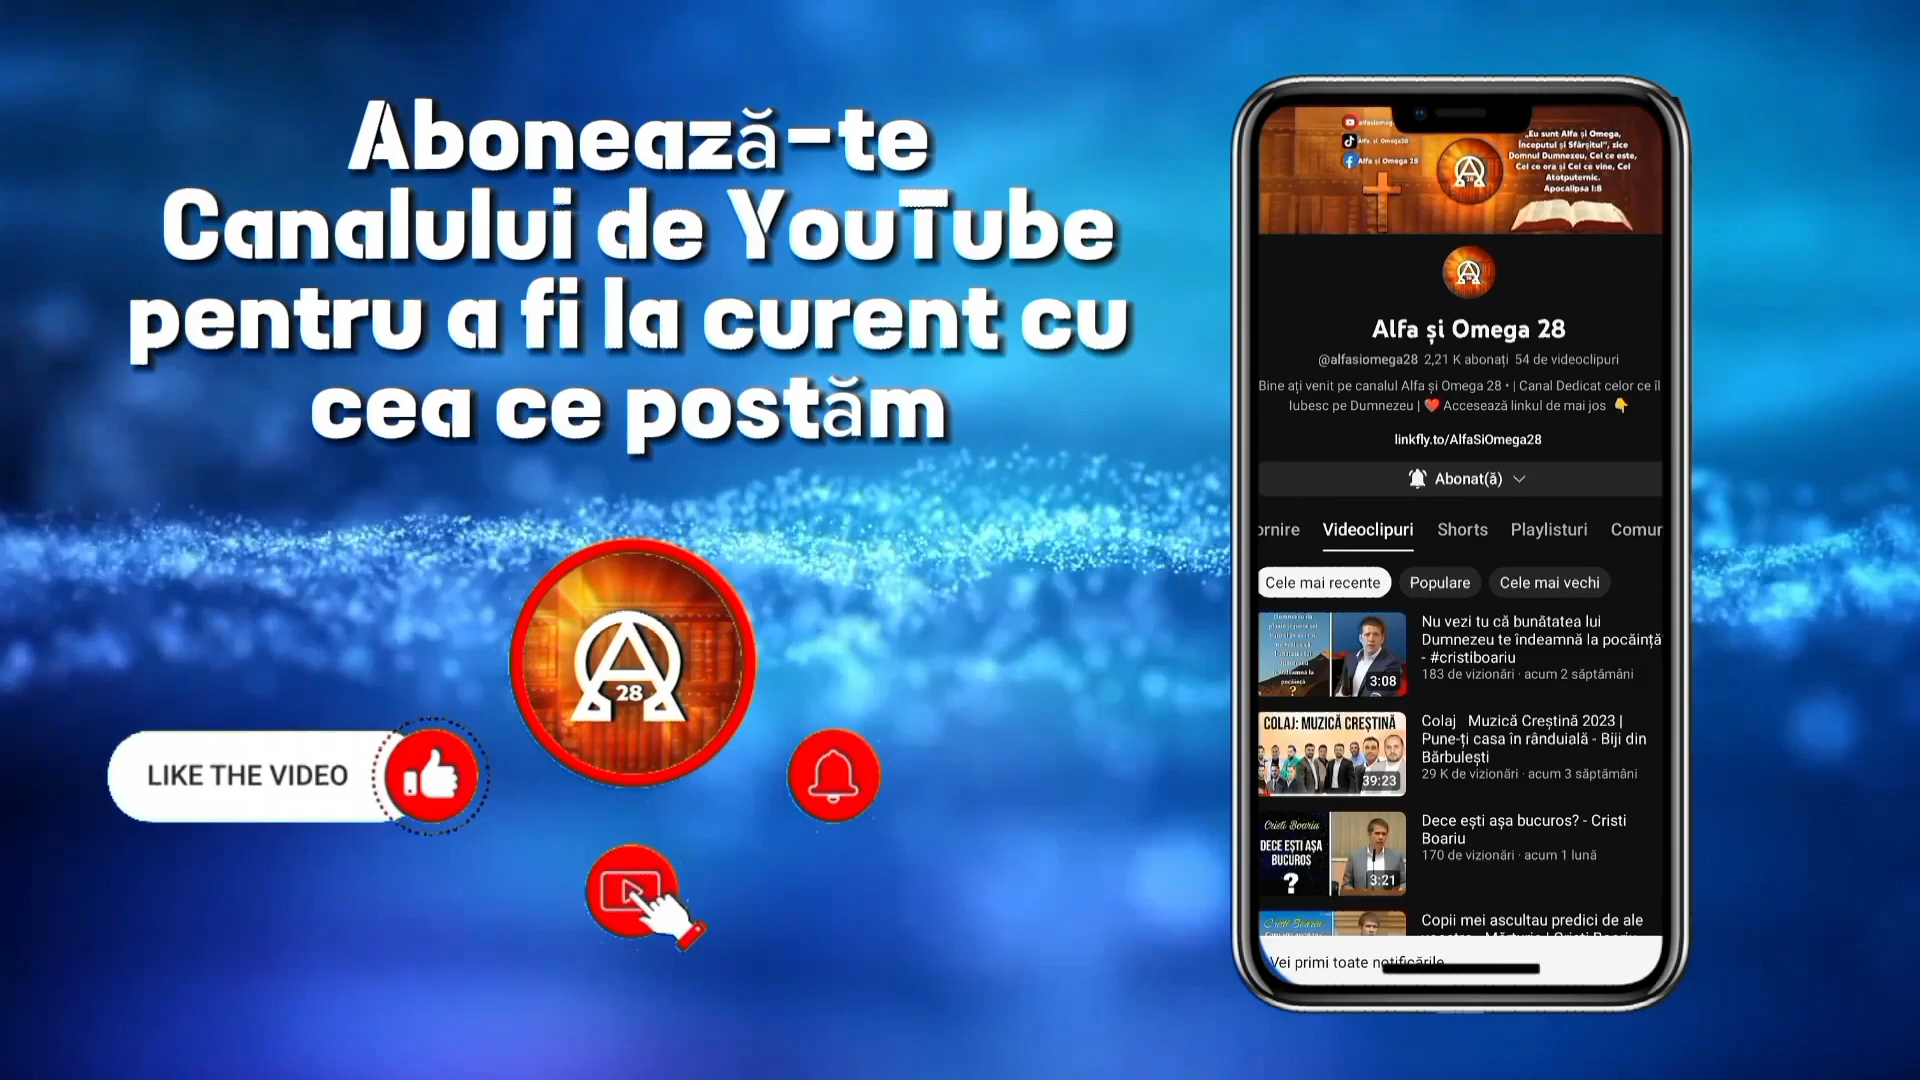 Abonează-te
Canalului de YouTube
pentru a fi la curent cu
cea ce postăm
28
LIKE THE VIDEO
Alfa și Omega 28
„Eu sunt Alfa și Omega,
Începutul și Sfârșitul", zice
Domnul Dumnezeu, Cel ce este,
Cel ce era și Cel ce vine, Cel
Atotputernic.
Apocalipsa 1:8
Alfa și Omega 28
@alfasiomega28 2,21 K abonați 54 de videoclipuri
Bine ați venit pe canalul Alfa și Omega 28 • | Canal Dedicat celor ce îl
Iubesc pe Dumnezeu | ❤️ Accesează linkul de mai jos 👇
linkfly.to/AlfaSiOmega28
Abonat(ă)
ornire Videoclipuri Shorts Playlisturi Comun
Cele mai recente Populare Cele mai vechi
3:08
Nu vezi tu că bunătatea lui
Dumnezeu te îndeamnă la pocăință
- #cristiboariu
183 de vizionări · acum 2 săptămâni
COLAJ: MUZICĂ CREȘTINĂ
39:23
Colaj Muzică Creștină 2023 |
Pune-ți casa în rânduială - Biji din
Bărbulești
29 K de vizionări · acum 3 săptămâni
Cristi Boariu
DECE EȘTI AȘA
BUCUROS
?
3:21
Dece ești așa bucuros? - Cristi
Boariu
170 de vizionări · acum 1 lună
Cristi Boariu
Copii mei ascultau predici de ale
Vei primi toate notificările